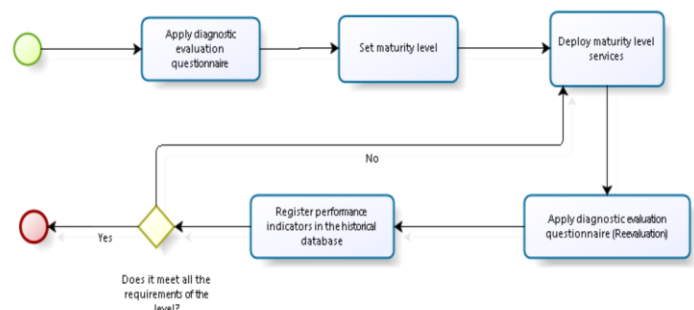 Apply diagnostic
evaluation
questionnaire
Set maturity level
Deploy maturity level
services
No
Register performance
indicators in the historical
database
Apply diagnostic evaluation
questionnaire (Reevaluation)
Yes
Does it meet all the
requirements of the
level?